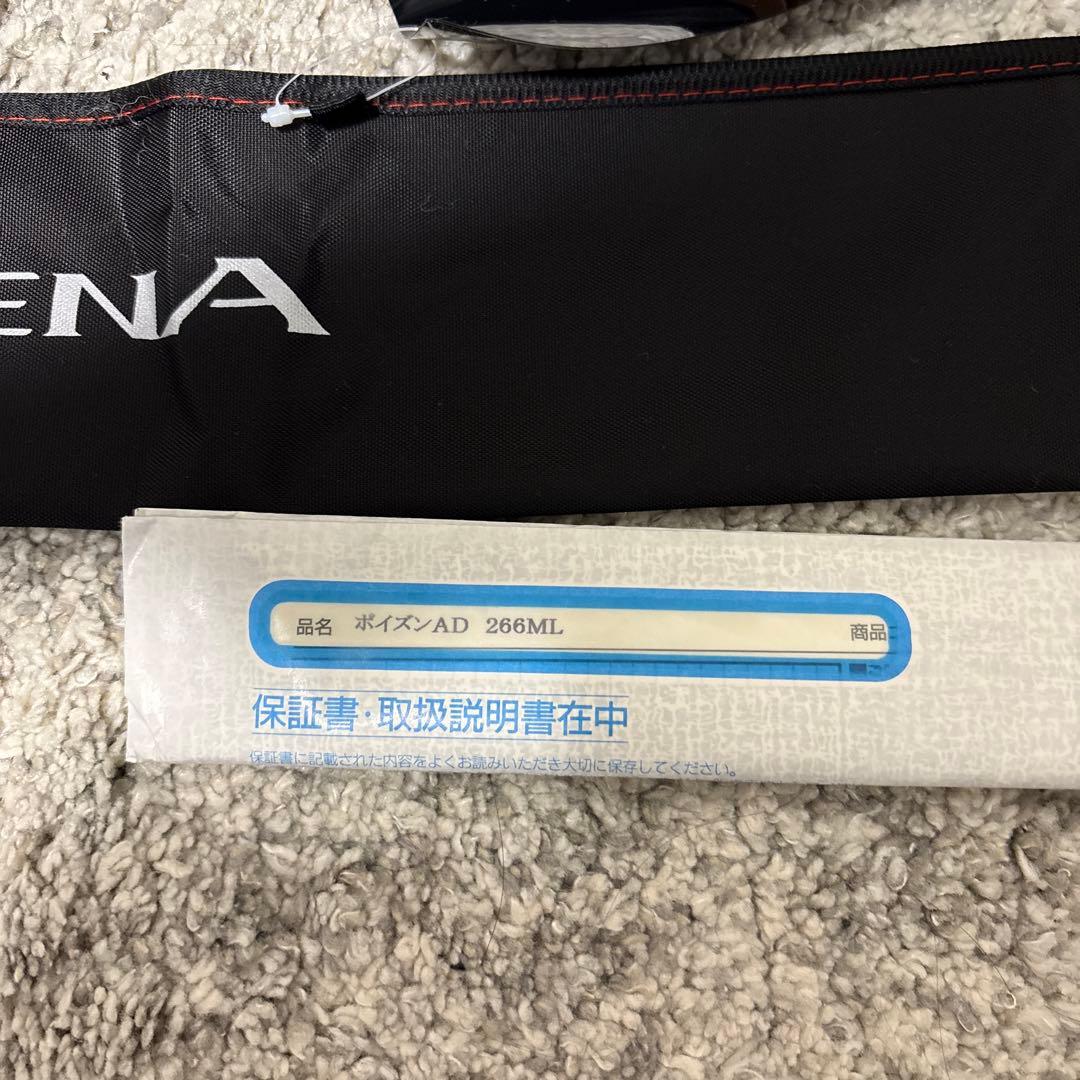 ENA
品名 ポイズンAD 266ML 商品
保証書・取扱説明書在中
保証書に記載された内容をよくお読みいただき大切に保存してください。